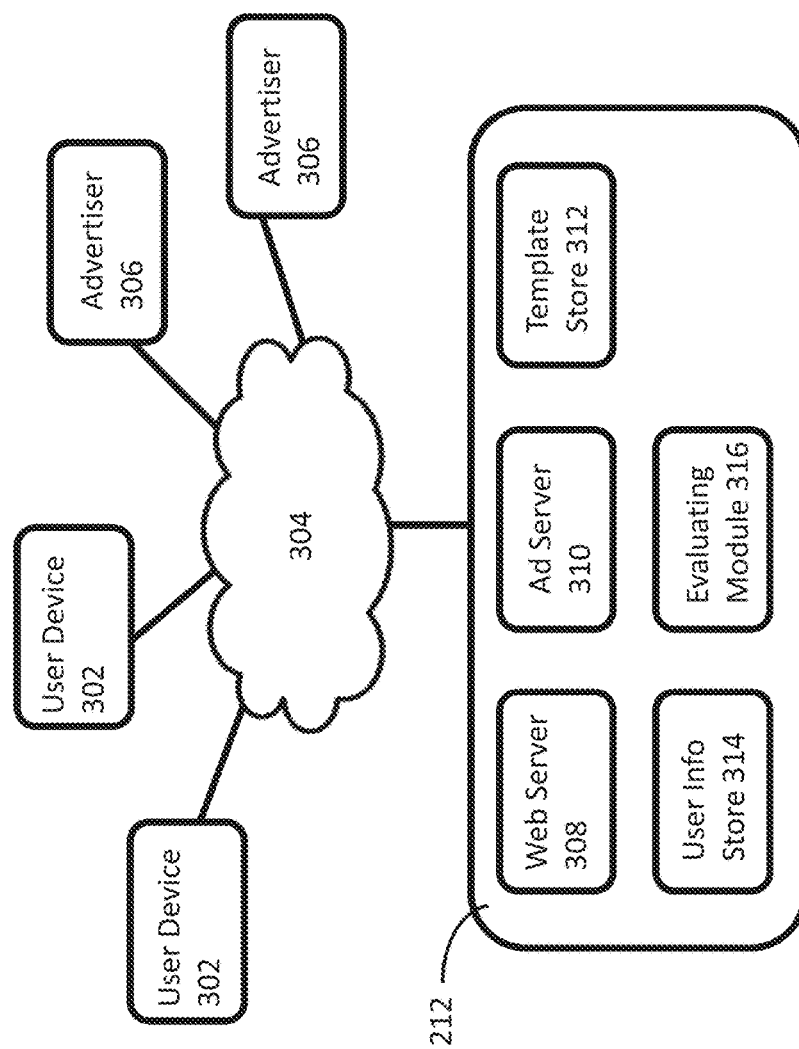 User Device
302
User Device
302
Advertiser
306
Advertiser
306
304
212
Web Server
308
Ad Server
310
Template
Store 312
User Info
Store 314
Evaluating
Module 316